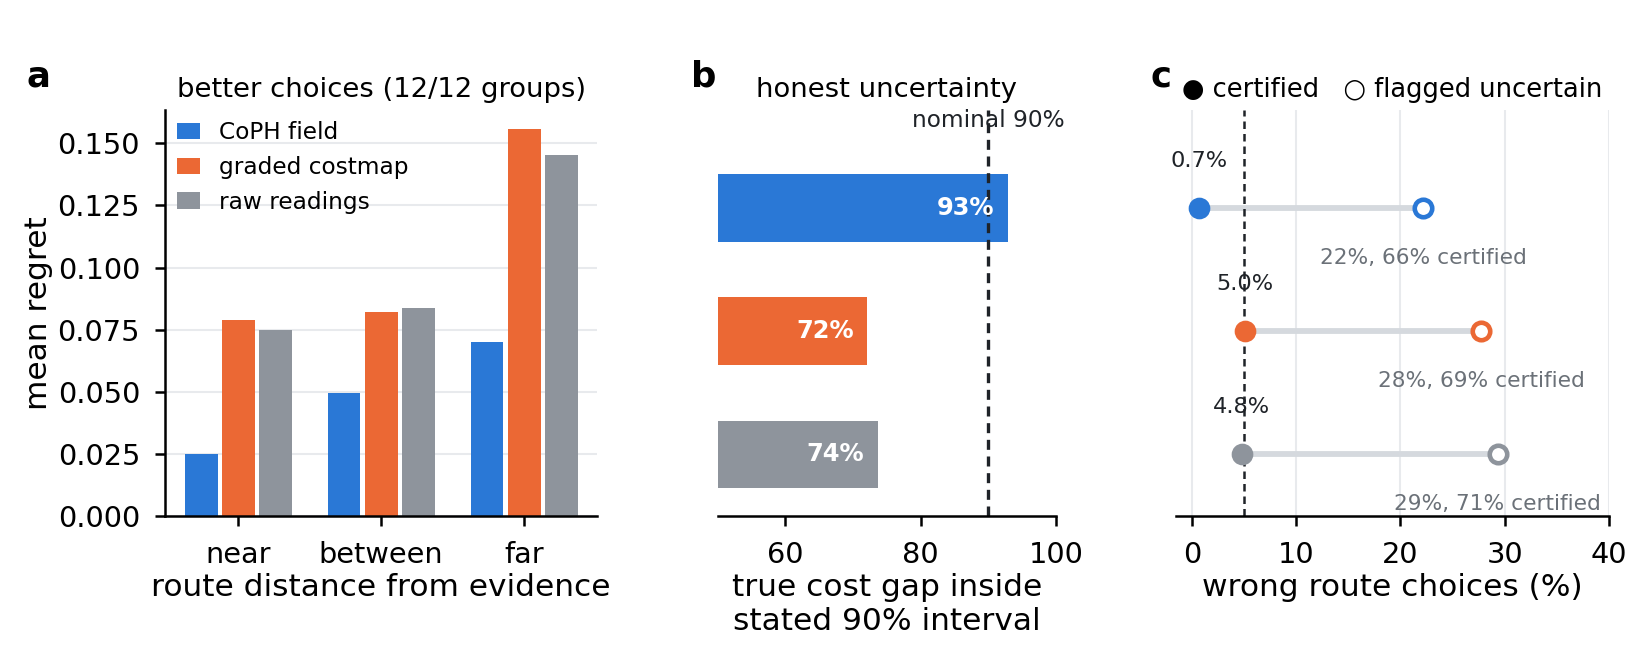 a
better choices (12/12 groups)
CoPH field
graded costmap
raw readings
mean regret
0.150
0.125
0.100
0.075
0.050
0.025
0.000
near between far
route distance from evidence
b
honest uncertainty
nominal 90%
93%
72%
74%
60 80 100
true cost gap inside
stated 90% interval
c
certified flagged uncertain
0.7%
22%, 66% certified
5.0%
28%, 69% certified
4.8%
29%, 71% certified
0 10 20 30 40
wrong route choices (%)